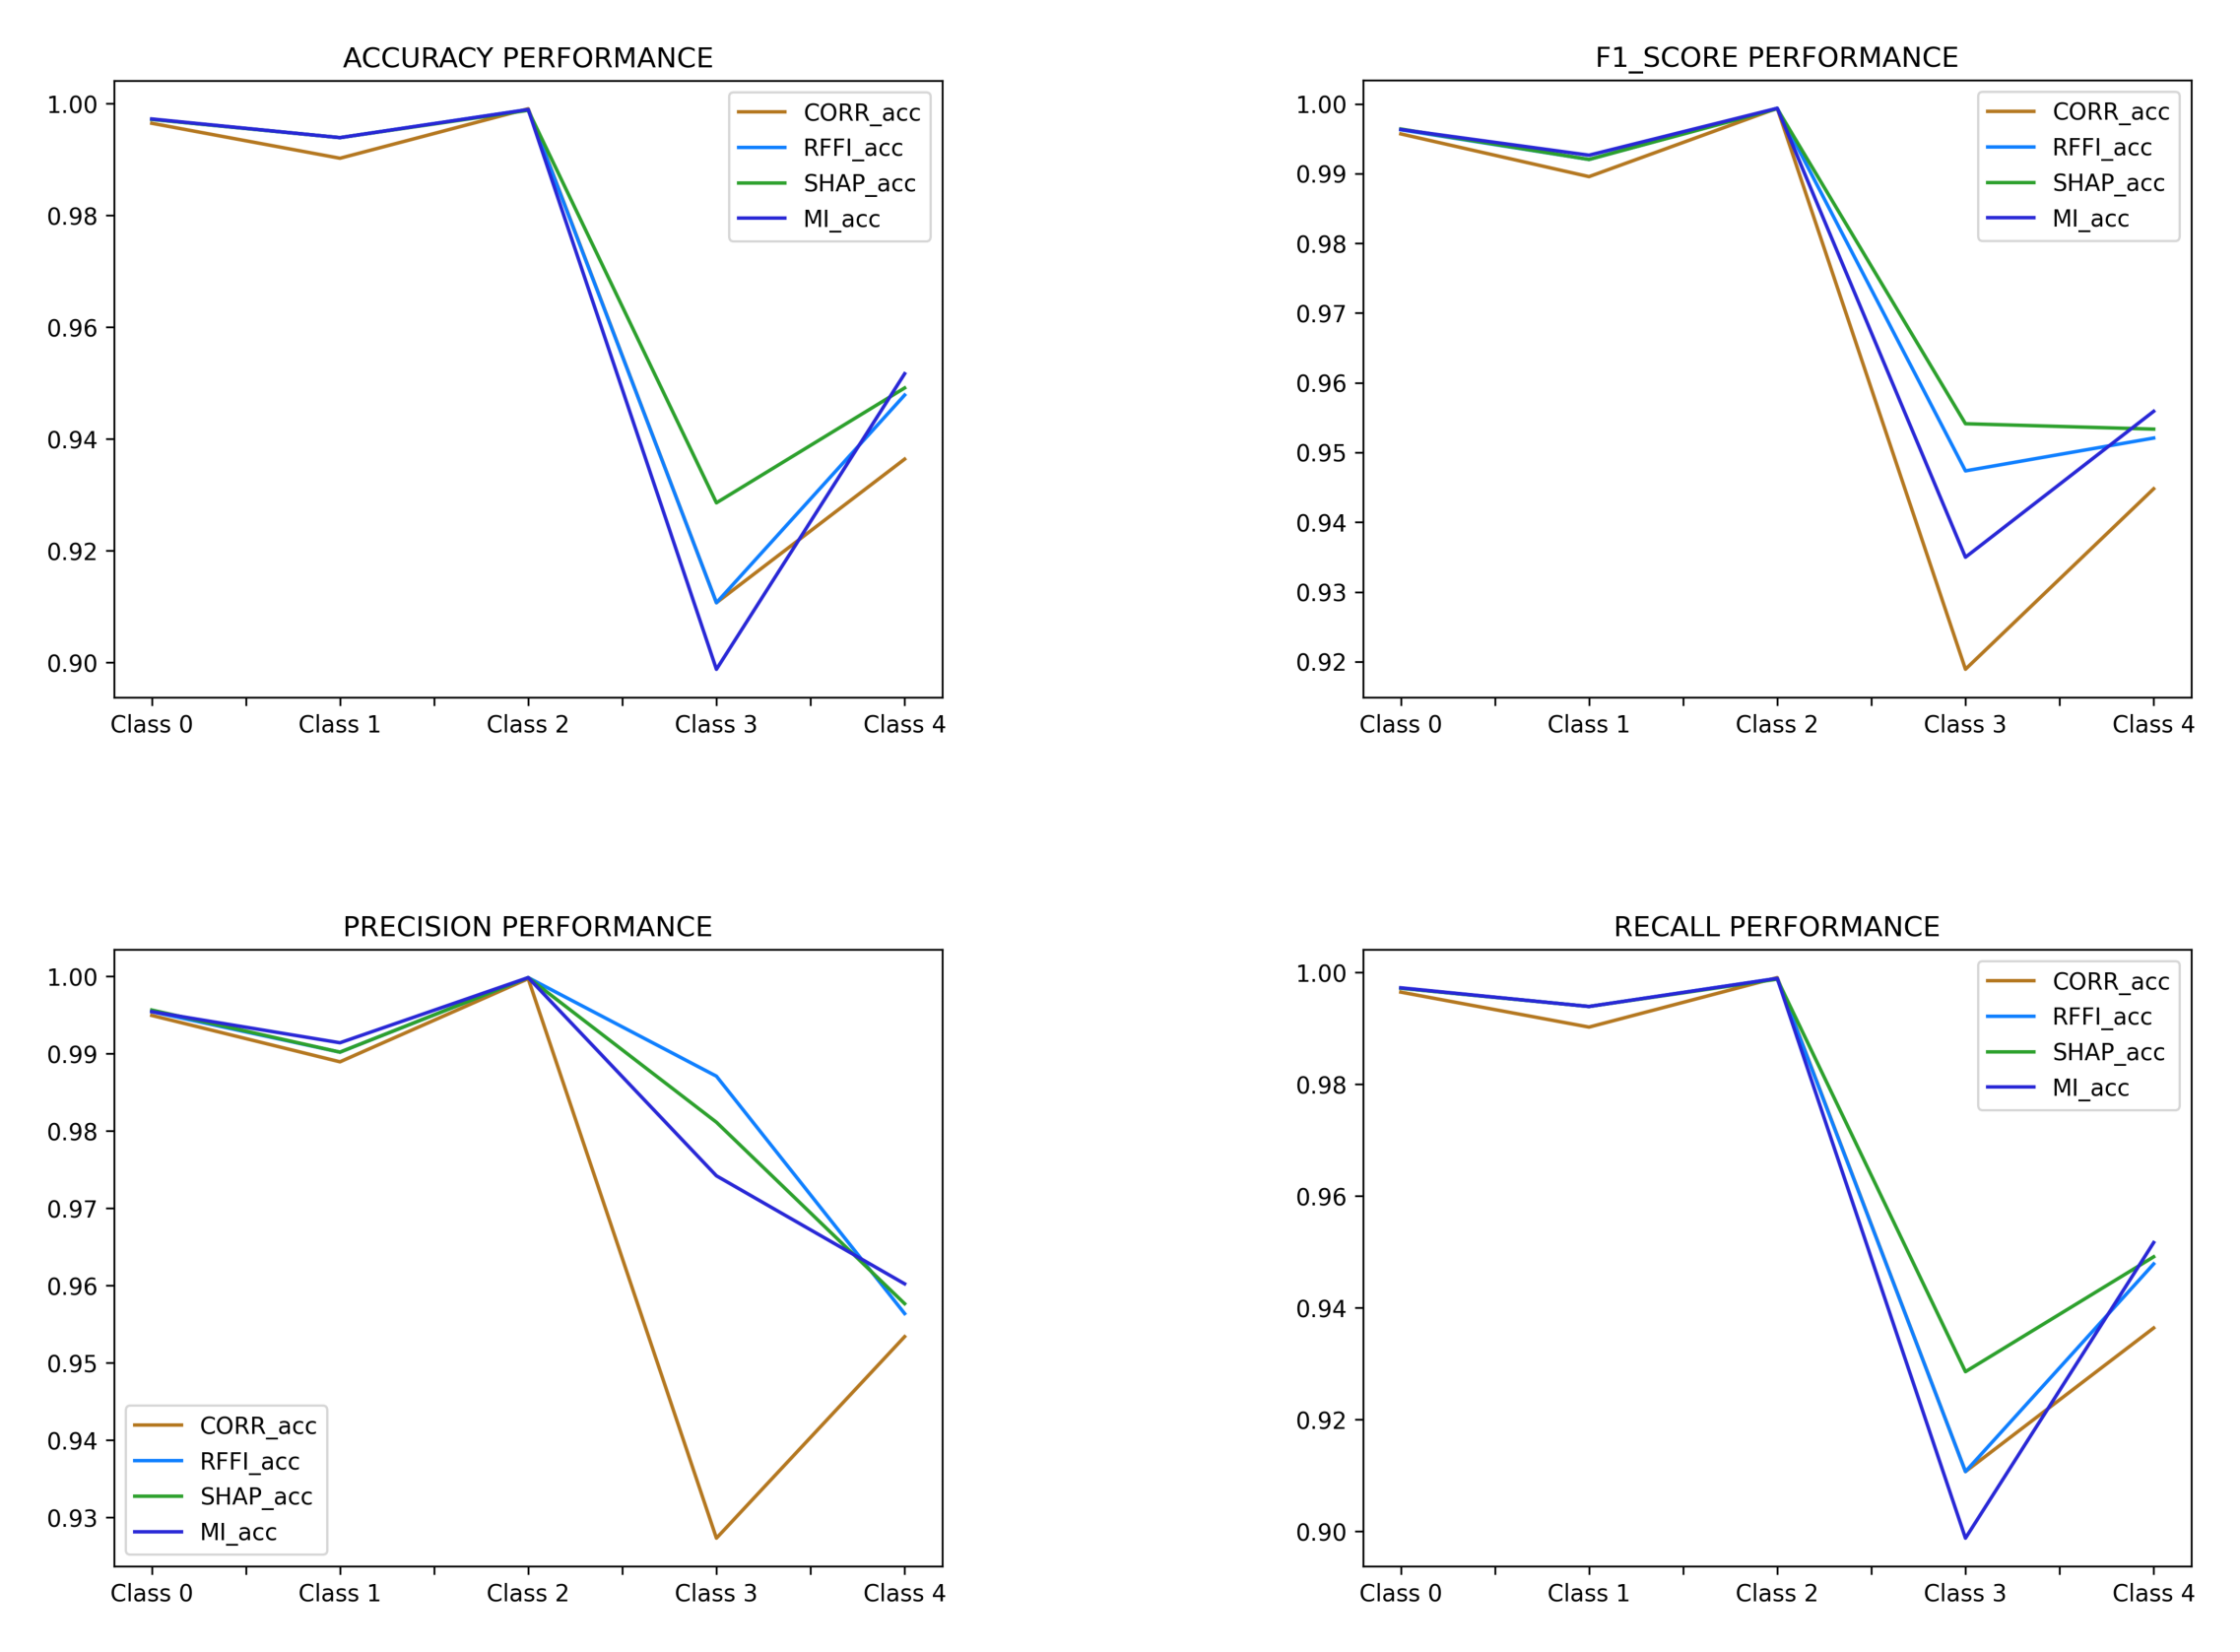 ACCURACY PERFORMANCE
1.00
0.98
0.96
0.94
0.92
0.90
CORR_acc
RFFI_acc
SHAP_acc
MI_acc
Class 0 Class 1 Class 2 Class 3 Class 4
F1_SCORE PERFORMANCE
1.00
0.99
0.98
0.97
0.96
0.95
0.94
0.93
0.92
CORR_acc
RFFI_acc
SHAP_acc
MI_acc
Class 0 Class 1 Class 2 Class 3 Class 4
PRECISION PERFORMANCE
1.00
0.99
0.98
0.97
0.96
0.95
0.94
0.93
CORR_acc
RFFI_acc
SHAP_acc
MI_acc
Class 0 Class 1 Class 2 Class 3 Class 4
RECALL PERFORMANCE
1.00
0.98
0.96
0.94
0.92
0.90
CORR_acc
RFFI_acc
SHAP_acc
MI_acc
Class 0 Class 1 Class 2 Class 3 Class 4